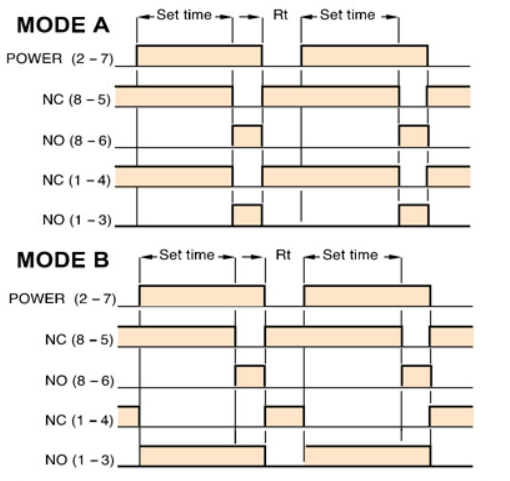 MODE A
Set time Rt Set time
POWER (2 – 7)
NC (8 – 5)
NO (8 – 6)
NC (1 – 4)
NO (1 – 3)
MODE B
Set time Rt Set time
POWER (2 – 7)
NC (8 – 5)
NO (8 – 6)
NC (1 – 4)
NO (1 – 3)